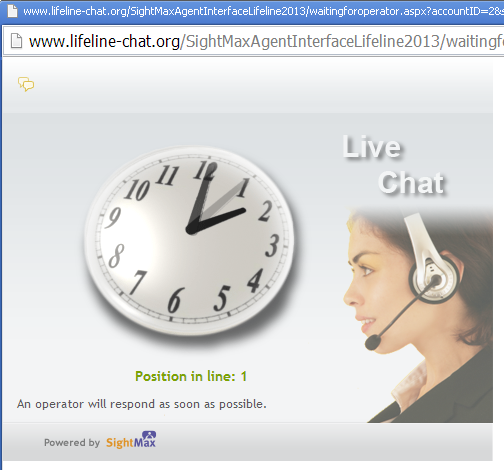 www.lifeline-chat.org/SightMaxAgentInterfaceLifeline2013/waitingforoperator.aspx?accountID=2&s
www.lifeline-chat.org/SightMaxAgentInterfaceLifeline2013/waitingf
Live
Chat
12
11
1
10
2
9
3
8
4
7
5
6
Position in line: 1
An operator will respond as soon as possible.
Powered by SightMax